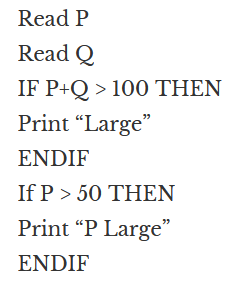 Read P
Read Q
IF P+Q > 100 THEN
Print “Large”
ENDIF
If P > 50 THEN
Print “P Large”
ENDIF